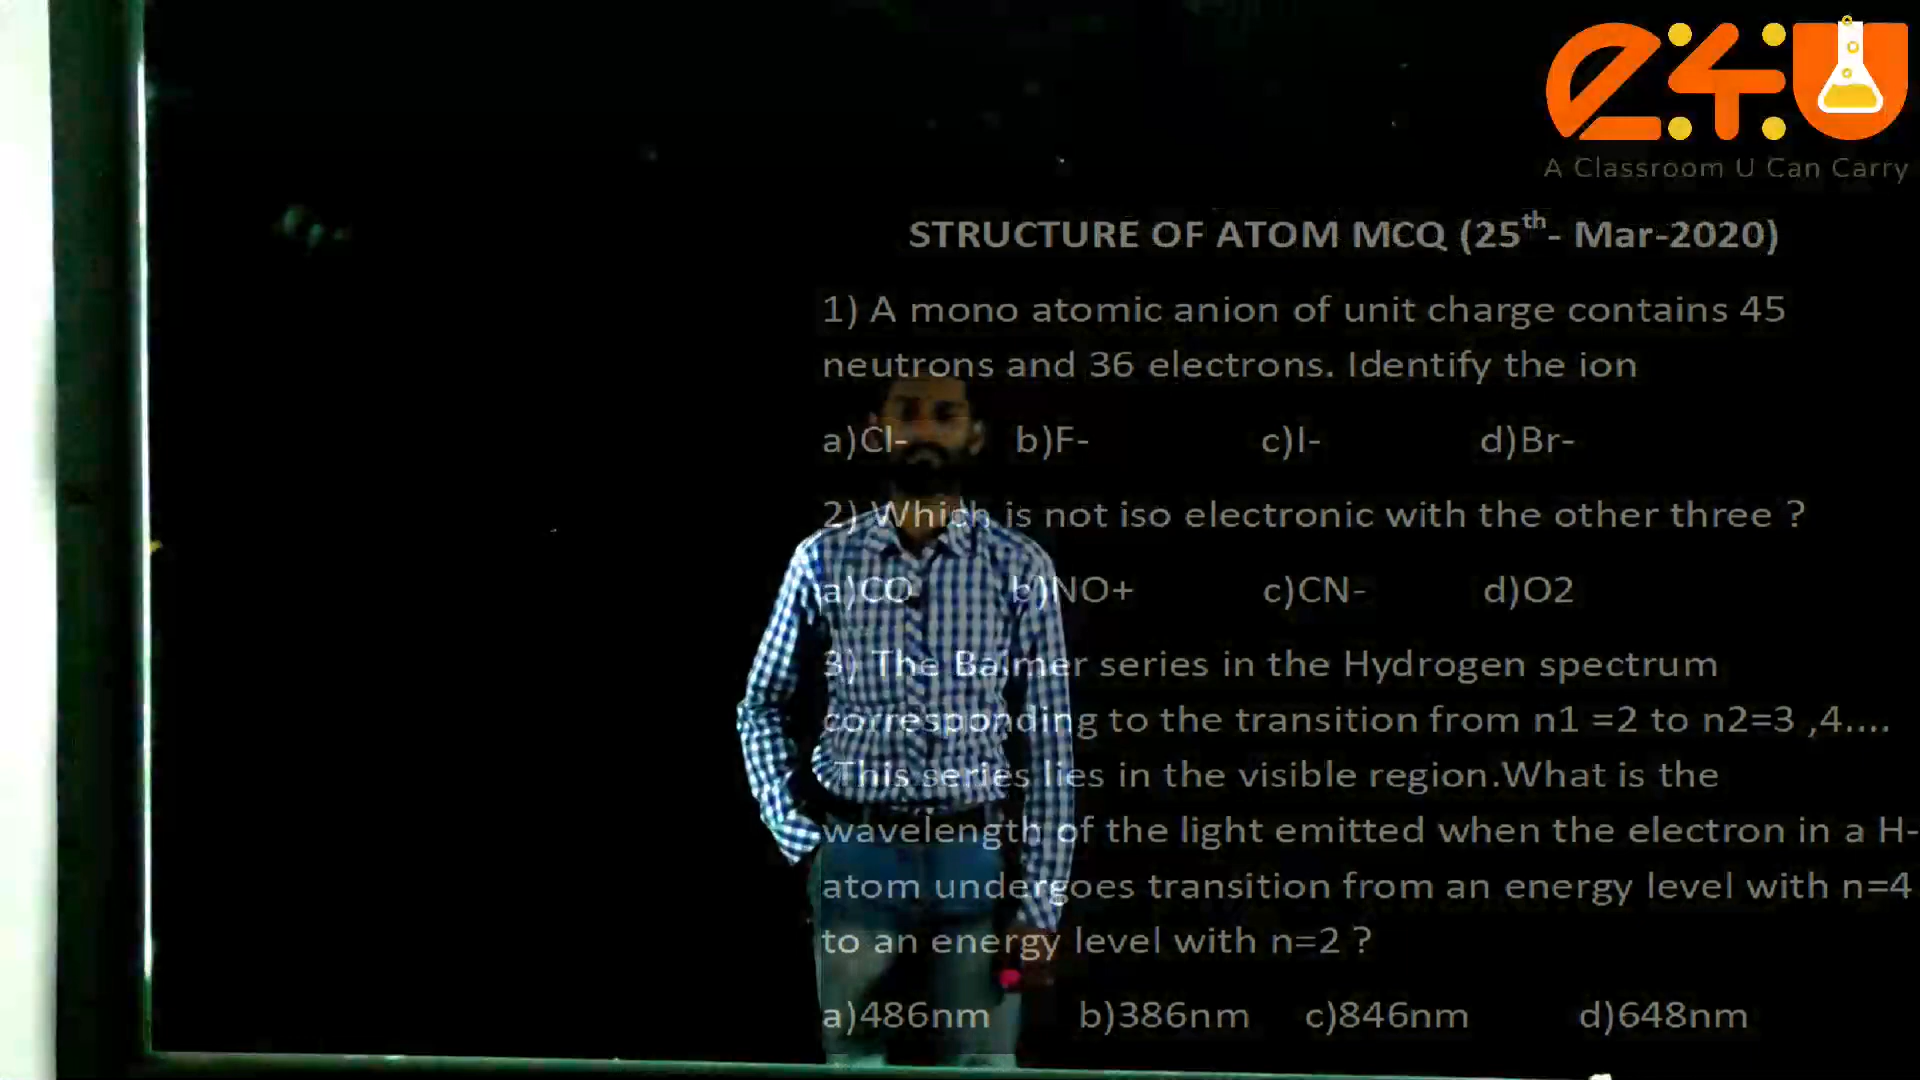 e4U
A Classroom U Can Carry
STRUCTURE OF ATOM MCQ (25th- Mar-2020)
1) A mono atomic anion of unit charge contains 45
neutrons and 36 electrons. Identify the ion
a)Cl- b)F- c)I- d)Br-
2) Which is not iso electronic with the other three ?
a)CO b)NO+ c)CN- d)O2
3) The Balmer series in the Hydrogen spectrum
corresponding to the transition from n1 =2 to n2=3 ,4....
.This series lies in the visible region.What is the
wavelength of the light emitted when the electron in a H-
atom undergoes transition from an energy level with n=4
to an energy level with n=2 ?
a)486nm b)386nm c)846nm d)648nm